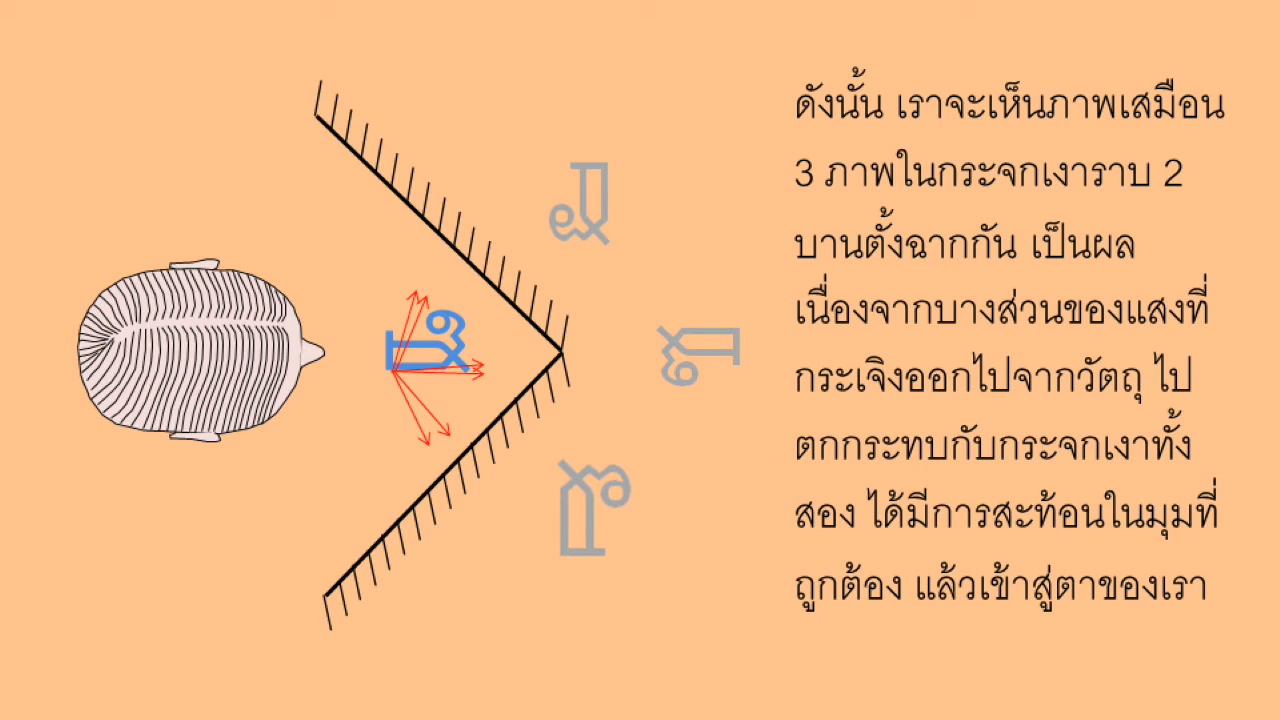 ดังนั้น เราจะเห็นภาพเสมือน
3 ภาพในกระจกเงาราบ 2
บานตั้งฉากกัน เป็นผล
เนื่องจากบางส่วนของแสงที่
กระเจิงออกไปจากวัตถุ ไป
ตกกระทบกับกระจกเงาทั้ง
สอง ได้มีการสะท้อนในมุมที่
ถูกต้อง แล้วเข้าสู่ตาของเรา